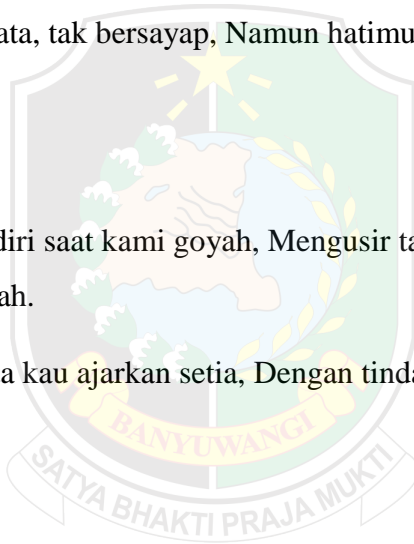 ata, tak bersayap, Namun hatimu
diri saat kami goyah, Mengusir ta
ah.
a kau ajarkan setia, Dengan tinda
BANYUWANGI
SATYA BHAKTI PRAJA MUKTI